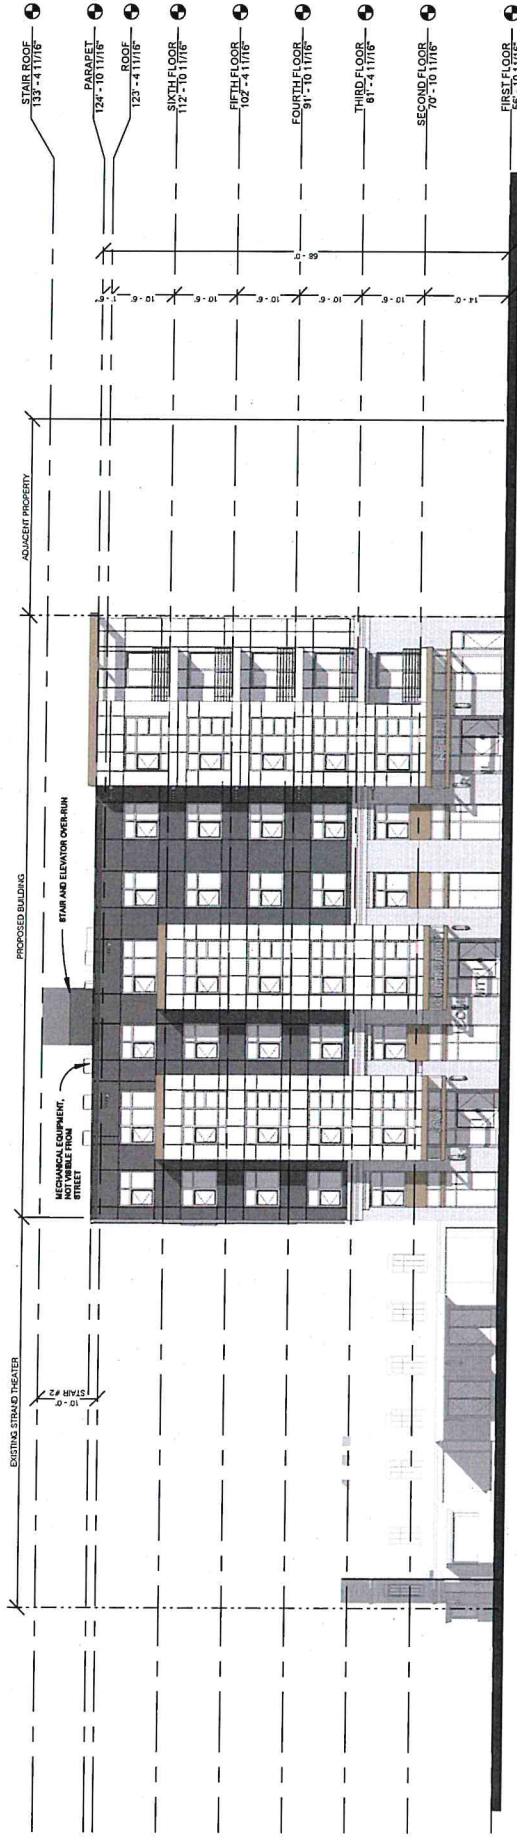 STAIR ROOF
133' - 4 11/16"
PARAPET
124' - 10 11/16"
ROOF
123' - 4 11/16"
SIXTH FLOOR
112' - 10 11/16"
FIFTH FLOOR
102' - 4 11/16"
FOURTH FLOOR
91' - 10 11/16"
THIRD FLOOR
81' - 4 11/16"
SECOND FLOOR
70' - 10 11/16"
FIRST FLOOR
68' - 0"
1' - 6"
10' - 6"
10' - 6"
10' - 6"
10' - 6"
10' - 6"
14' - 0"
ADJACENT PROPERTY
PROPOSED BUILDING
STAIR AND ELEVATOR OVER-RUN
MECHANICAL EQUIPMENT,
NOT VISIBLE FROM
STREET
EXISTING STRAND THEATER
10' - 0"
STAIR #2